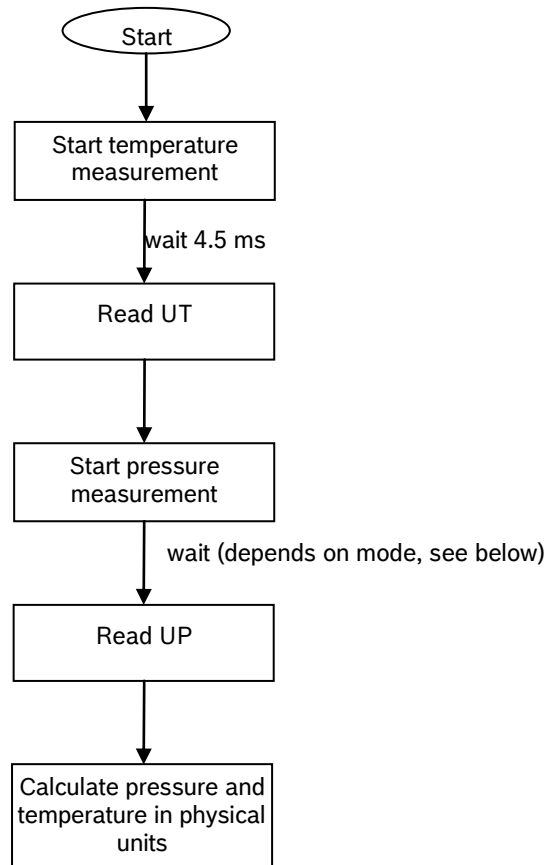 Start
Start temperature
measurement
wait 4.5 ms
Read UT
Start pressure
measurement
wait (depends on mode, see below)
Read UP
Calculate pressure and
temperature in physical
units